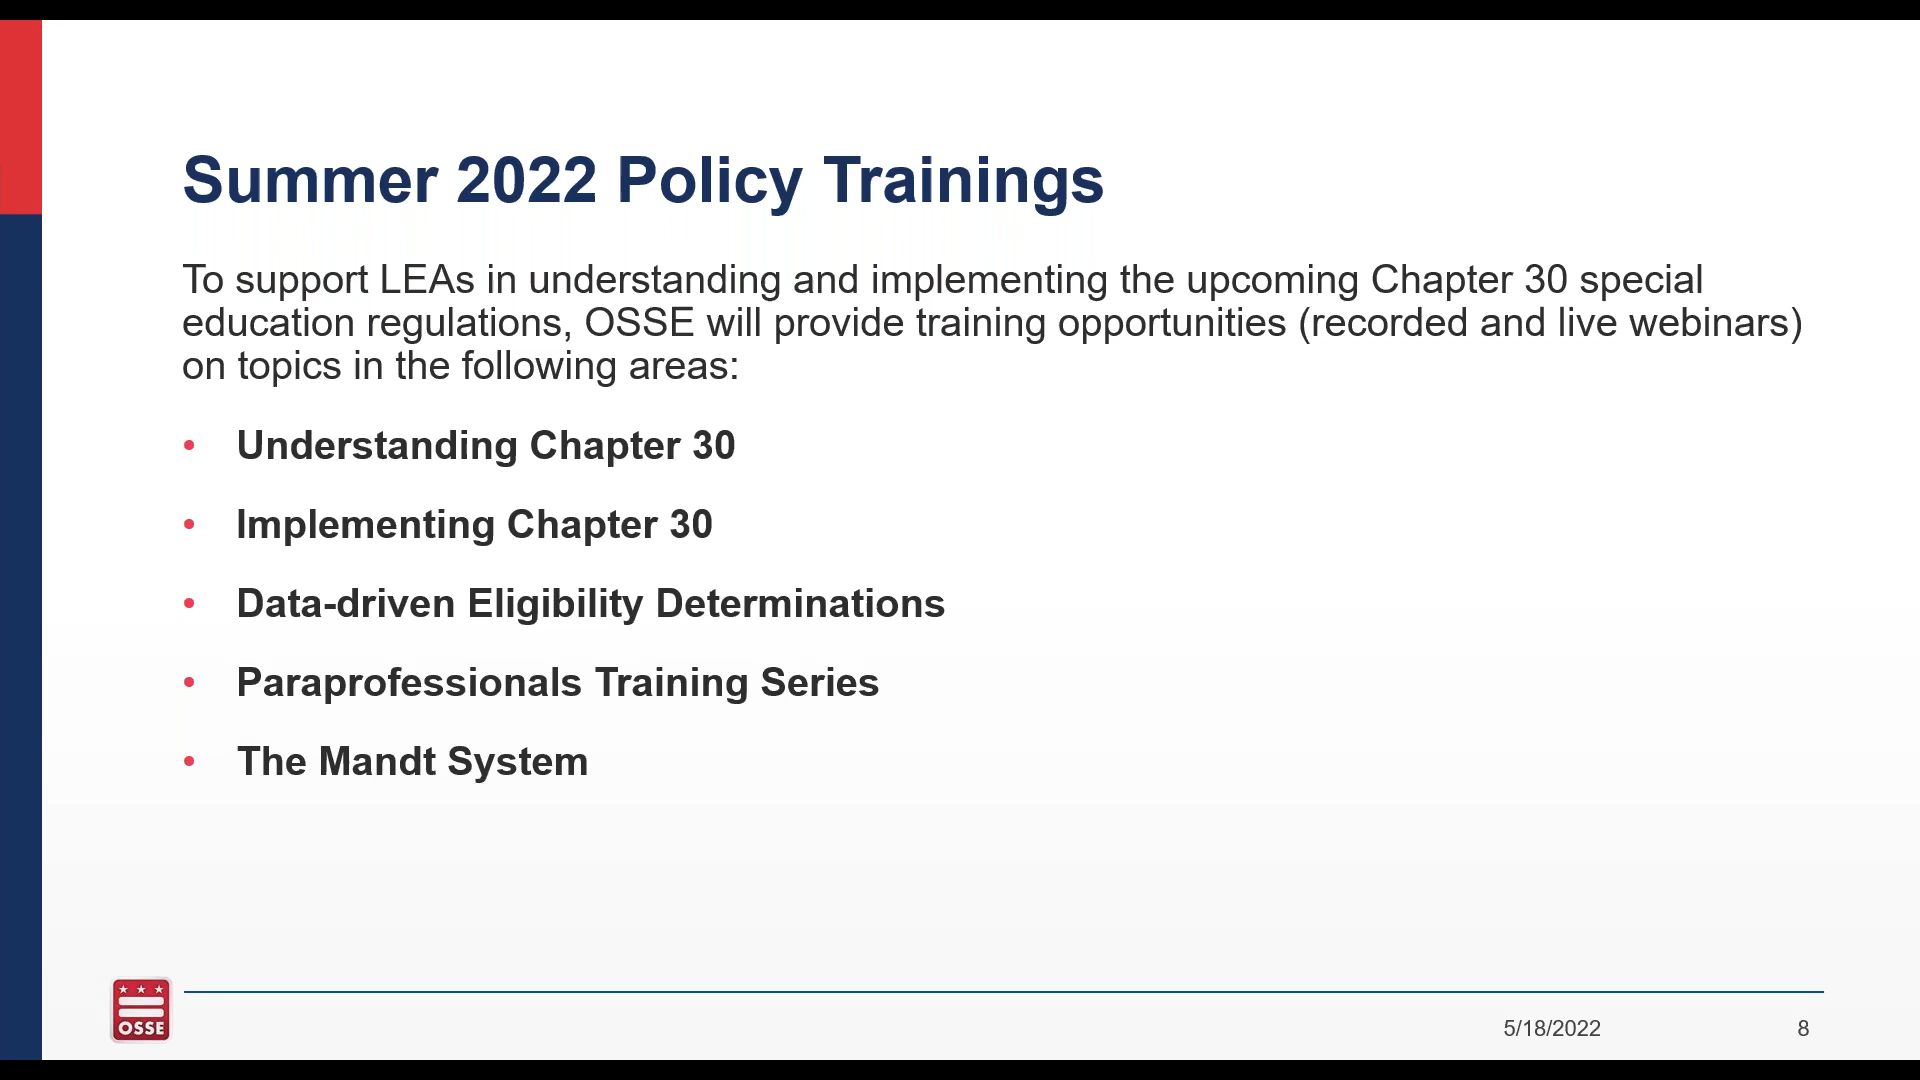 Summer 2022 Policy Trainings
To support LEAs in understanding and implementing the upcoming Chapter 30 special
education regulations, OSSE will provide training opportunities (recorded and live webinars)
on topics in the following areas:
• Understanding Chapter 30
• Implementing Chapter 30
• Data-driven Eligibility Determinations
• Paraprofessionals Training Series
• The Mandt System
OSSE
5/18/2022
8